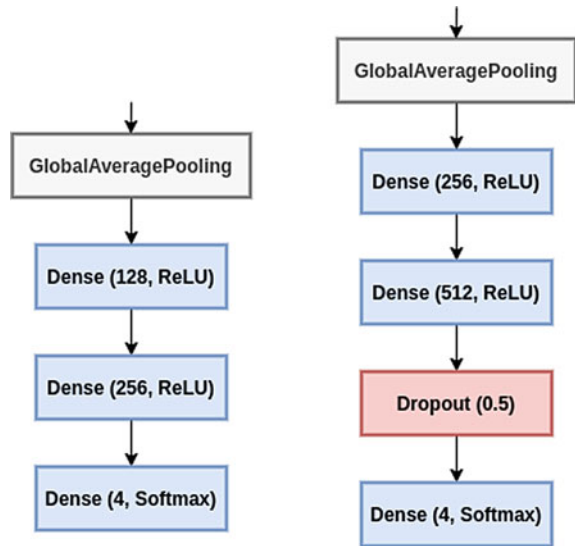 GlobalAveragePooling
Dense (128, ReLU)
Dense (256, ReLU)
Dense (4, Softmax)
GlobalAveragePooling
Dense (256, ReLU)
Dense (512, ReLU)
Dropout (0.5)
Dense (4, Softmax)